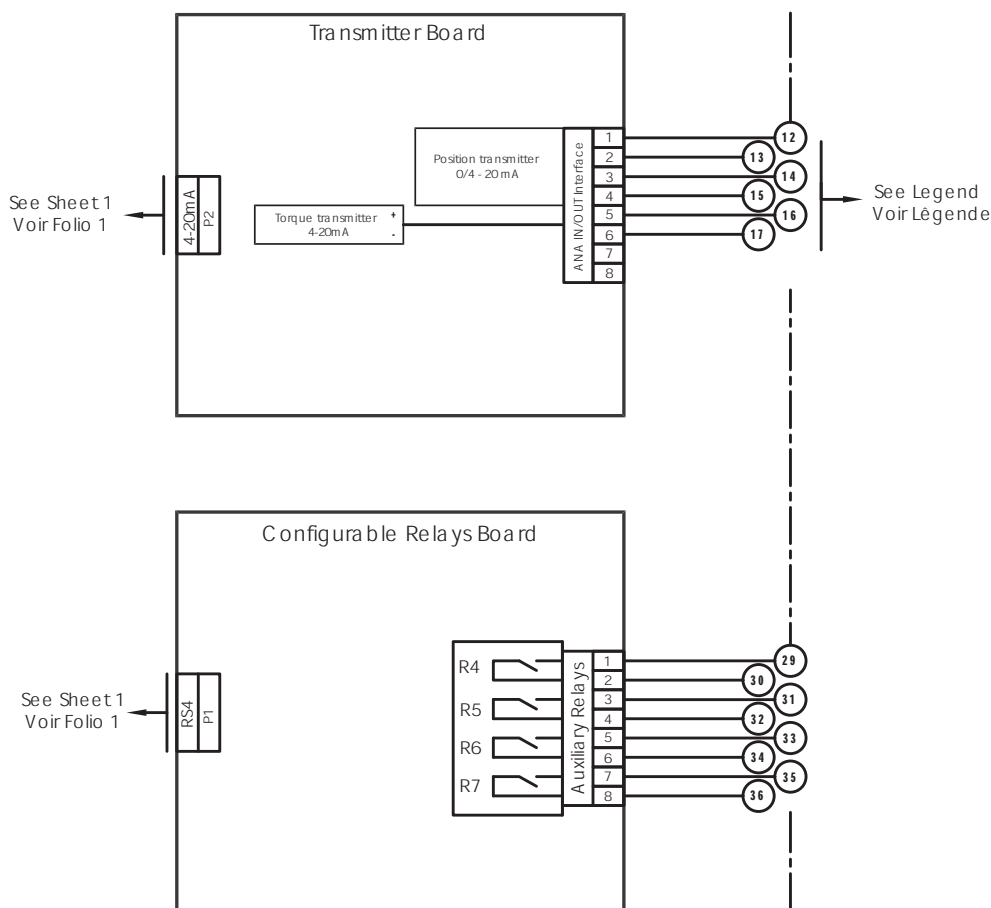 Transmitter Board
Position transmitter
0/4 - 20 mA
Torque transmitter +
4-20mA -
ANA IN/OUT Interface
1
2
3
4
5
6
7
8
12
13
14
15
16
17
See Sheet 1
Voir Folio 1
4-20mA
P2
See Legend
Voir Lêgende
Configurable Relays Board
R4
R5
R6
R7
Auxiliary Relays
1
2
3
4
5
6
7
8
29
30
31
32
33
34
35
36
See Sheet 1
Voir Folio 1
RS4
P1